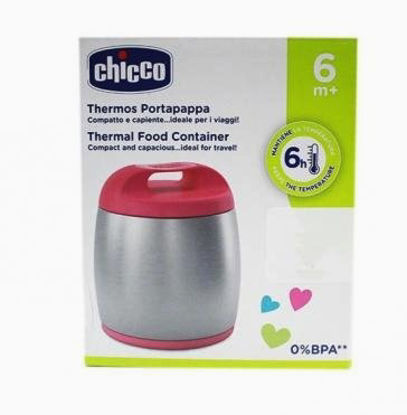 chicco
6
m+
Thermos Portapappa
Compatto e capiente...ideale per i viaggi!
Thermal Food Container
Compact and capacious...ideal for travel!
MANTIENE LA TEMPERATURA
6h
KEEPS THE TEMPERATURE
0%BPA**